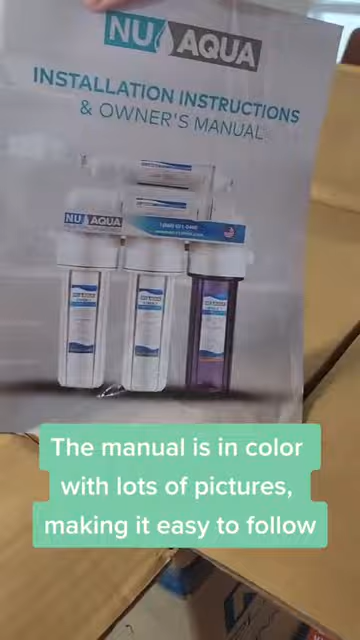 NU AQUA
INSTALLATION INSTRUCTIONS
& OWNER'S MANUAL
NU AQUA
The manual is in color
with lots of pictures,
making it easy to follow